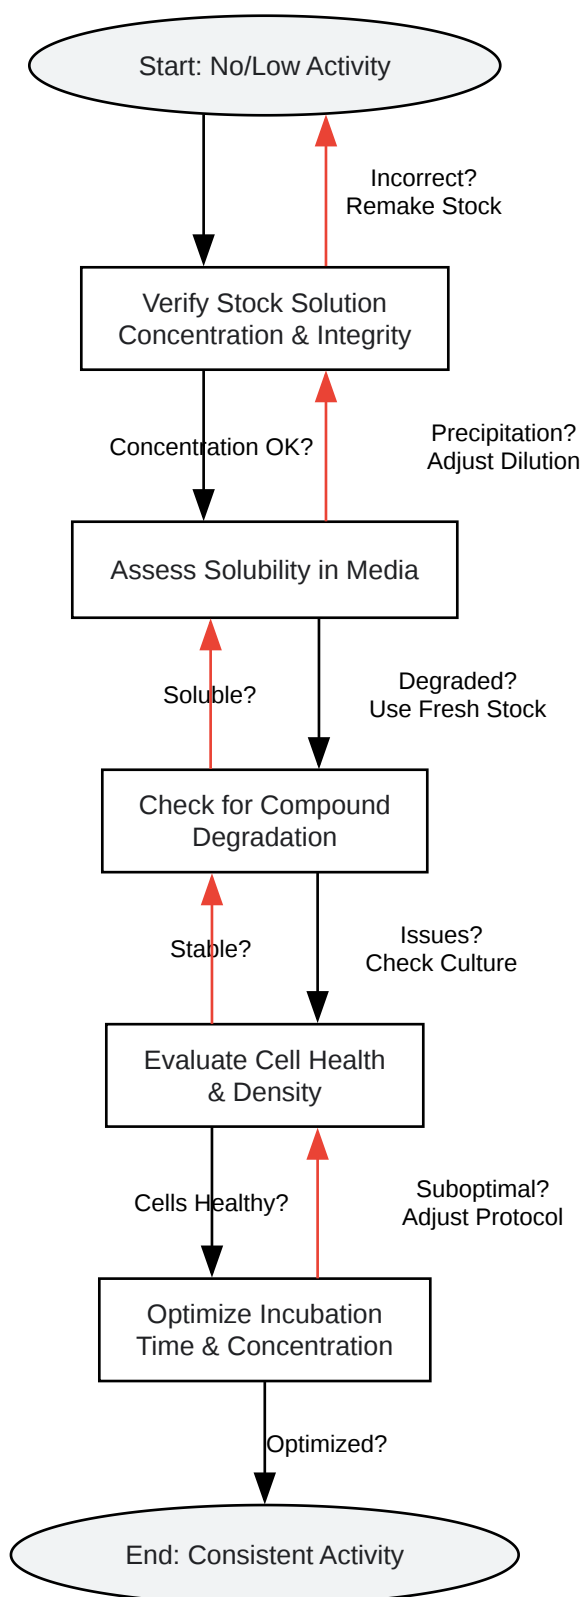 Start: No/Low Activity
Incorrect?
Remake Stock
Verify Stock Solution
Concentration & Integrity
Concentration OK?
Precipitation?
Adjust Dilution
Assess Solubility in Media
Soluble?
Degraded?
Use Fresh Stock
Check for Compound
Degradation
Stable?
Issues?
Check Culture
Evaluate Cell Health
& Density
Cells Healthy?
Suboptimal?
Adjust Protocol
Optimize Incubation
Time & Concentration
Optimized?
End: Consistent Activity